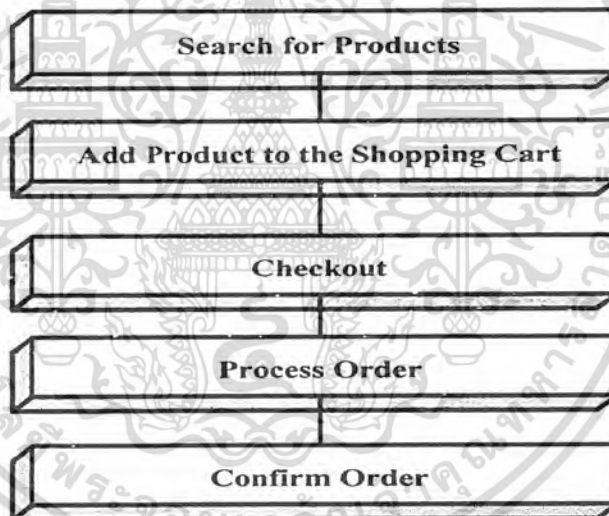 Search for Products
Add Product to the Shopping Cart
Checkout
Process Order
Confirm Order